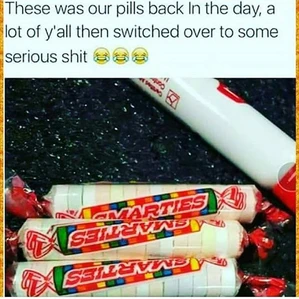 These was our pills back In the day, a
lot of y'all then switched over to some
serious shit 😂😂😂
SMARTIES
SMARTIES
SMARTIES